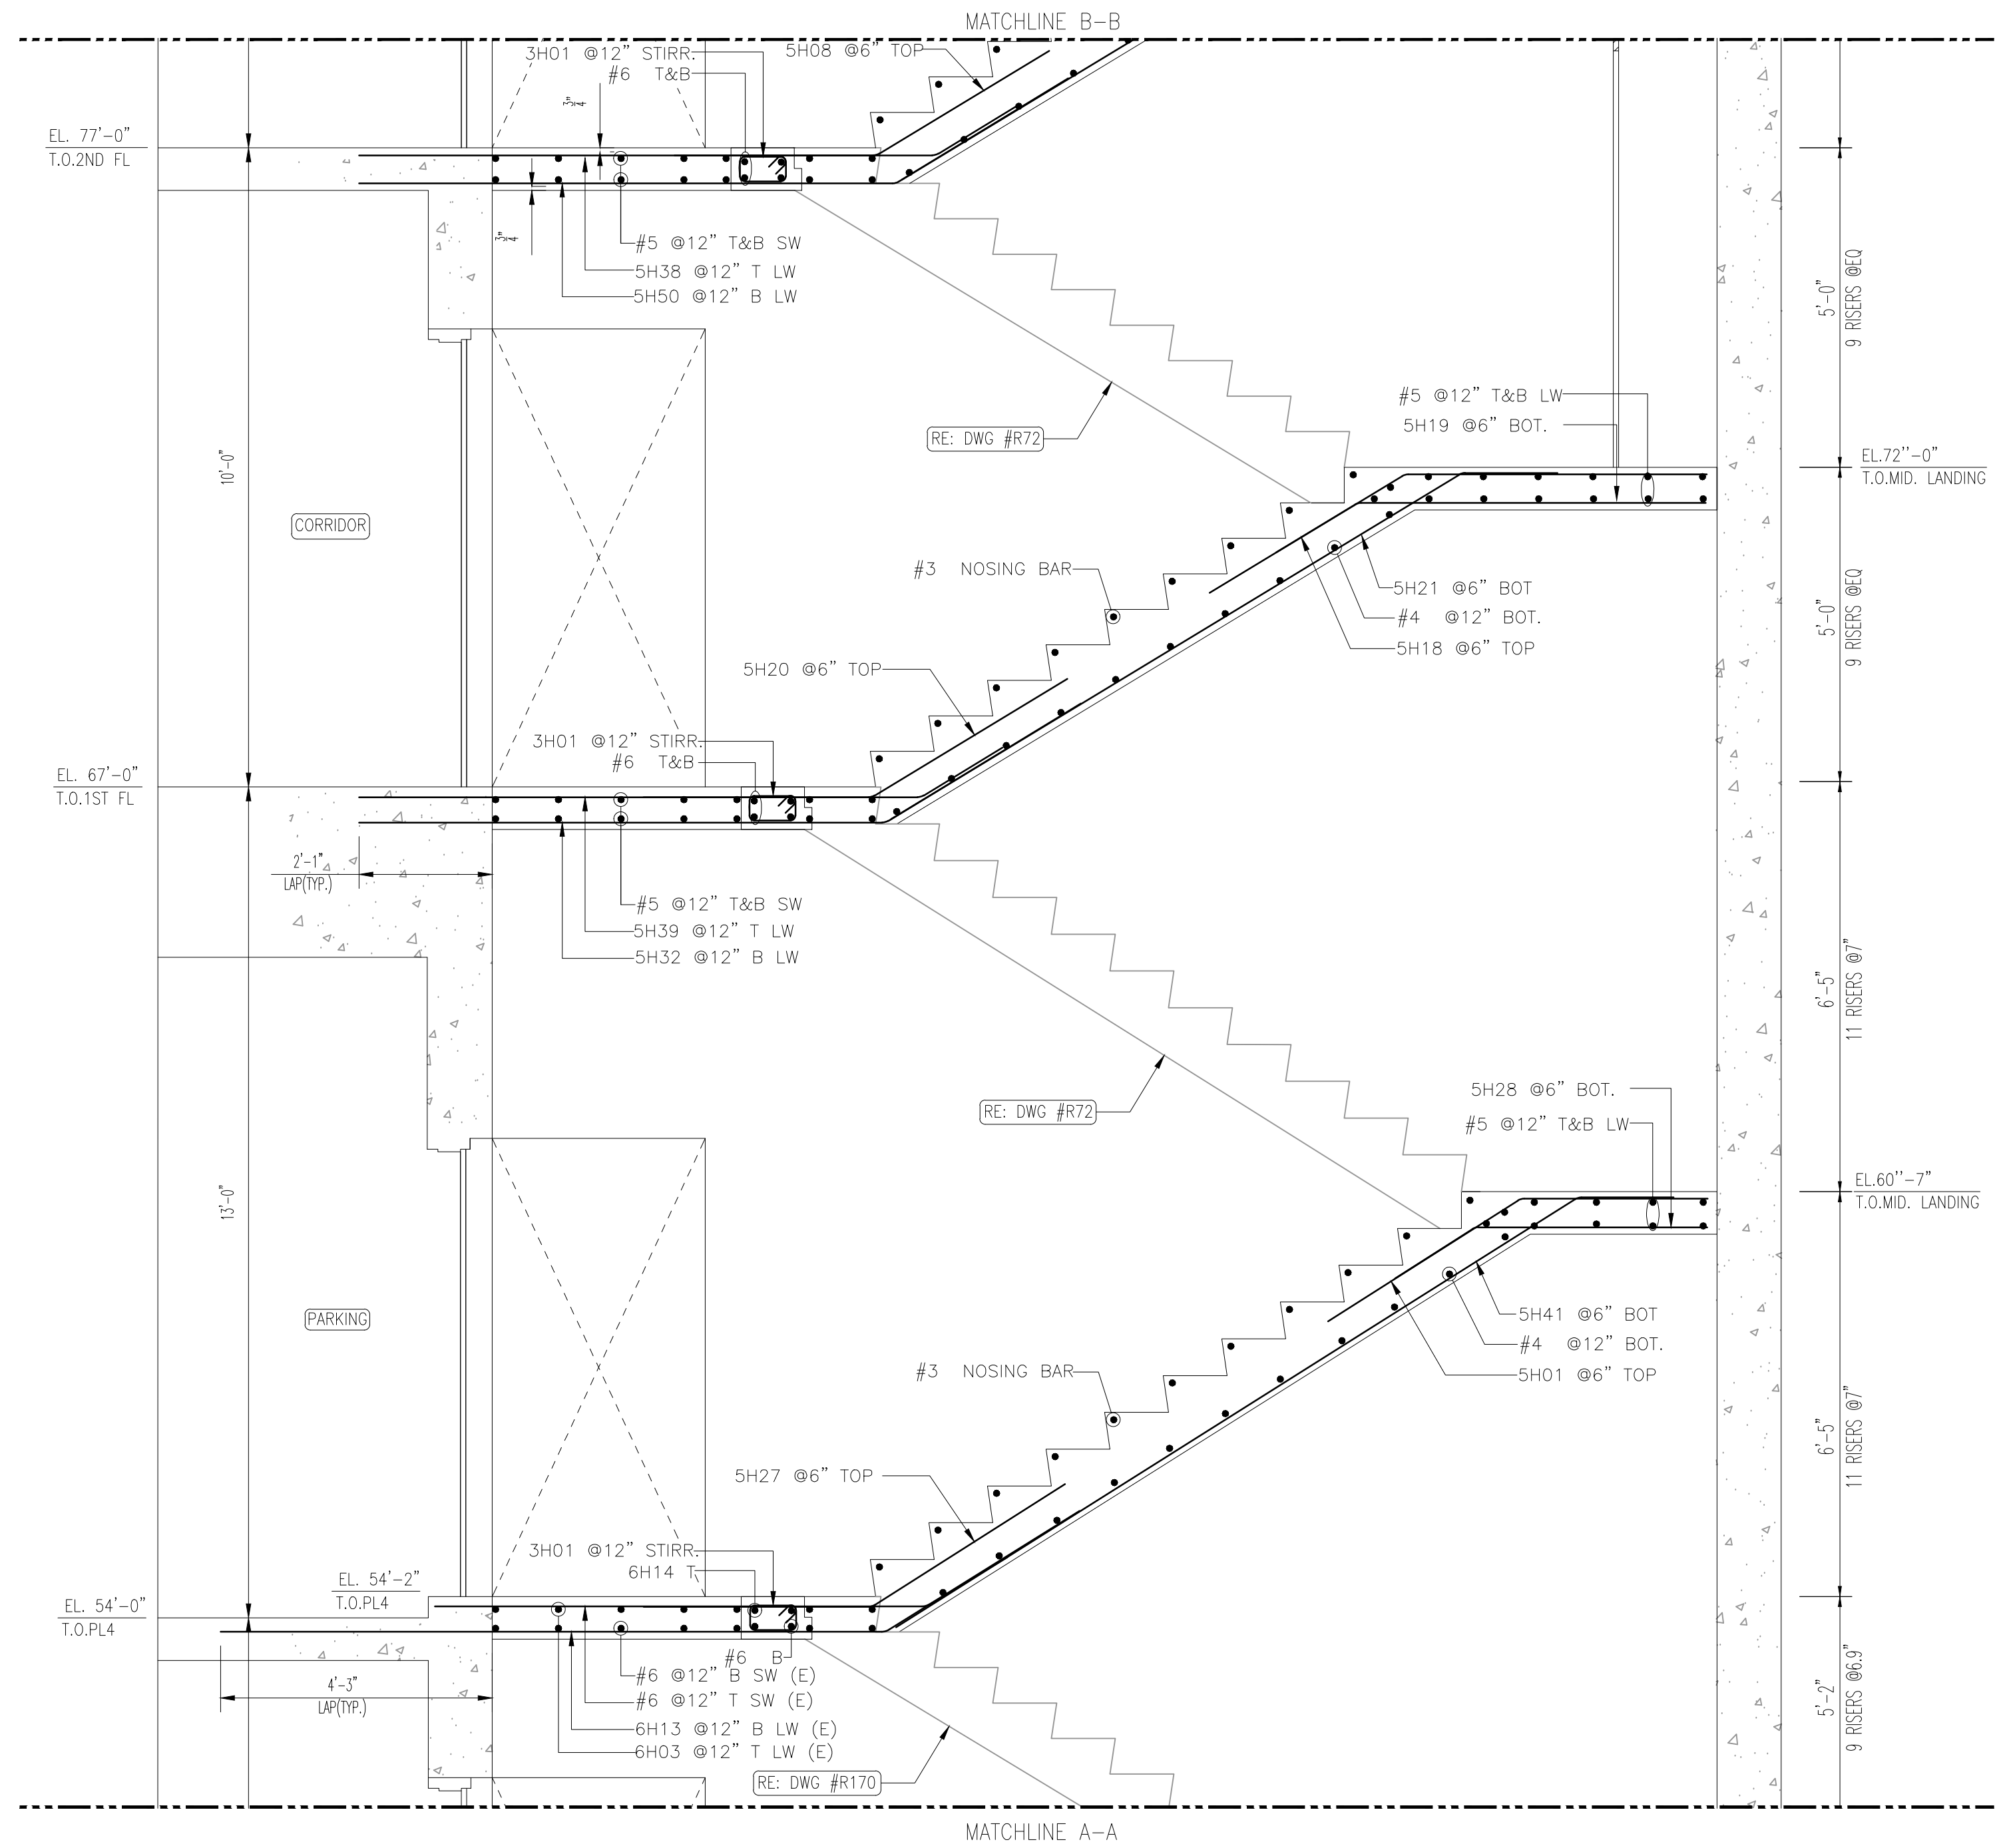 MATCHLINE B-B
3H01 @12" STIRR.
#6 T&B
5H08 @6" TOP
3"
4
EL. 77'-0"
T.O.2ND FL
3"
4
#5 @12" T&B SW
5H38 @12" T LW
5H50 @12" B LW
5'-0"
9 RISERS @EQ
#5 @12" T&B LW
5H19 @6" BOT.
RE: DWG #R72
EL.72''-0"
T.O.MID. LANDING
10'-0"
CORRIDOR
#3 NOSING BAR
5H21 @6" BOT
#4 @12" BOT.
5H18 @6" TOP
5'-0"
9 RISERS @EQ
5H20 @6" TOP
3H01 @12" STIRR.
#6 T&B
EL. 67'-0"
T.O.1ST FL
2'-1"
LAP(TYP.)
#5 @12" T&B SW
5H39 @12" T LW
5H32 @12" B LW
6'-5"
11 RISERS @7"
RE: DWG #R72
5H28 @6" BOT.
#5 @12" T&B LW
EL.60''-7"
T.O.MID. LANDING
13'-0"
PARKING
5H41 @6" BOT
#4 @12" BOT.
5H01 @6" TOP
#3 NOSING BAR
6'-5"
11 RISERS @7"
5H27 @6" TOP
3H01 @12" STIRR.
6H14 T
EL. 54'-2"
T.O.PL4
EL. 54'-0"
T.O.PL4
#6 B
#6 @12" B SW (E)
#6 @12" T SW (E)
6H13 @12" B LW (E)
6H03 @12" T LW (E)
4'-3"
LAP(TYP.)
5'-2"
9 RISERS @6.9"
RE: DWG #R170
MATCHLINE A-A